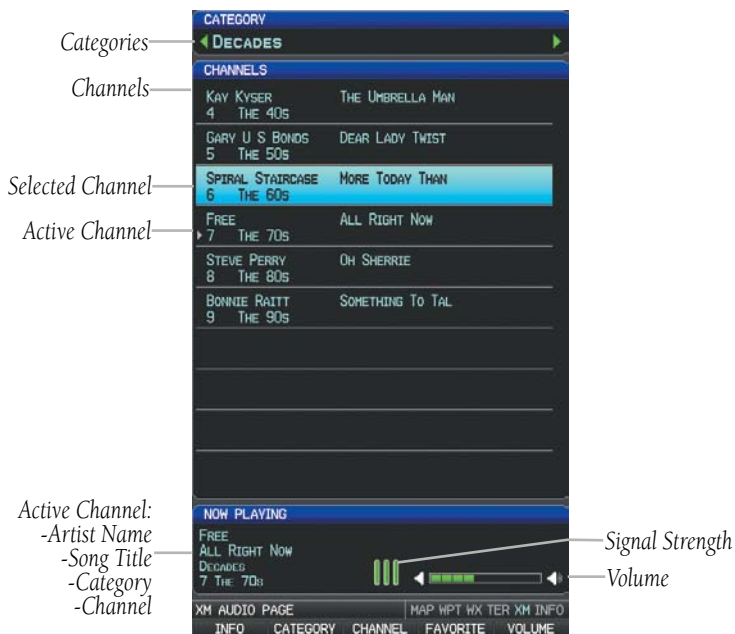 CATEGORY
Categories
DECADES
CHANNELS
Channels
KAY KYSER THE UMBRELLA MAN
4 THE 40S
GARY U S BONDS DEAR LADY TWIST
5 THE 50S
Selected Channel
SPIRAL STAIRCASE MORE TODAY THAN
6 THE 60S
Active Channel
FREE ALL RIGHT NOW
7 THE 70S
STEVE PERRY OH SHERRIE
8 THE 80S
BONNIE RAITT SOMETHING TO TAL
9 THE 90S
Active Channel:
-Artist Name
-Song Title
-Category
-Channel
NOW PLAYING
FREE
ALL RIGHT NOW
DECADES
7 THE 70S
Signal Strength
Volume
XM AUDIO PAGE MAP WPT WX TER XM INFO
INFO CATEGORY CHANNEL FAVORITE VOLUME